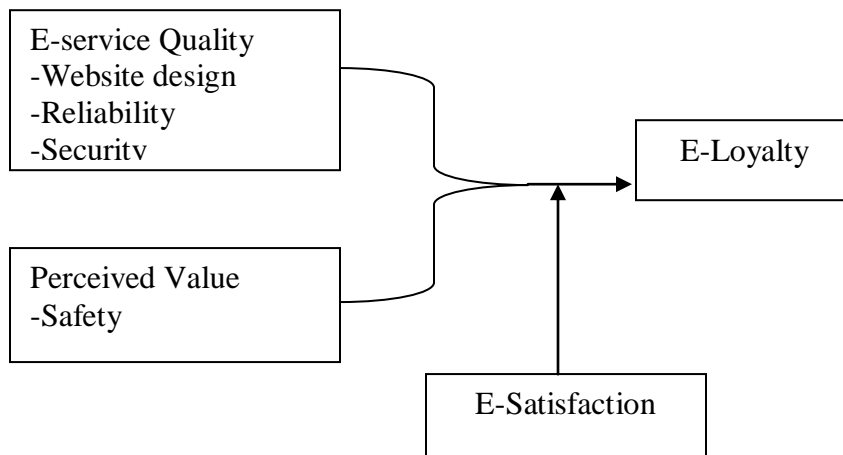 E-service Quality
-Website design
-Reliability
-Security
E-Loyalty
Perceived Value
-Safety
E-Satisfaction